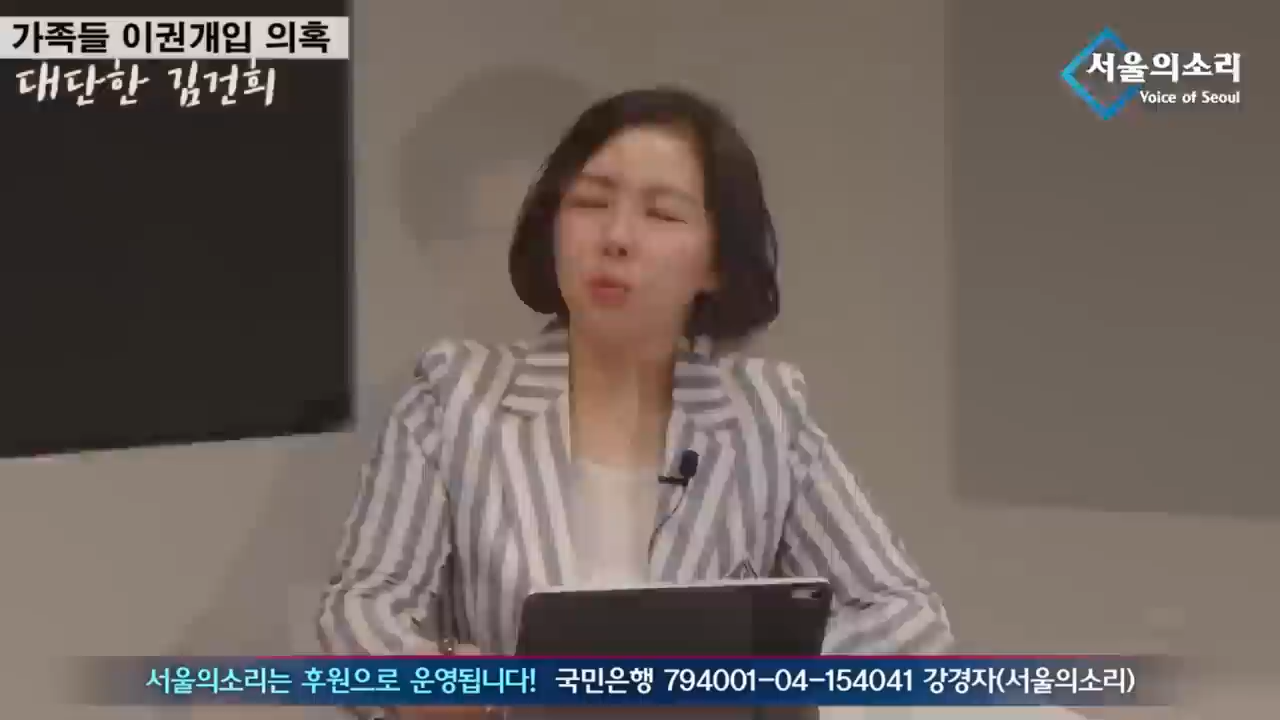 가족들 이권개입 의혹
대단한 김건희
서울의소리
Voice of Seoul
서울의소리는 후원으로 운영됩니다! 국민은행 794001-04-154041 강경자(서울의소리)